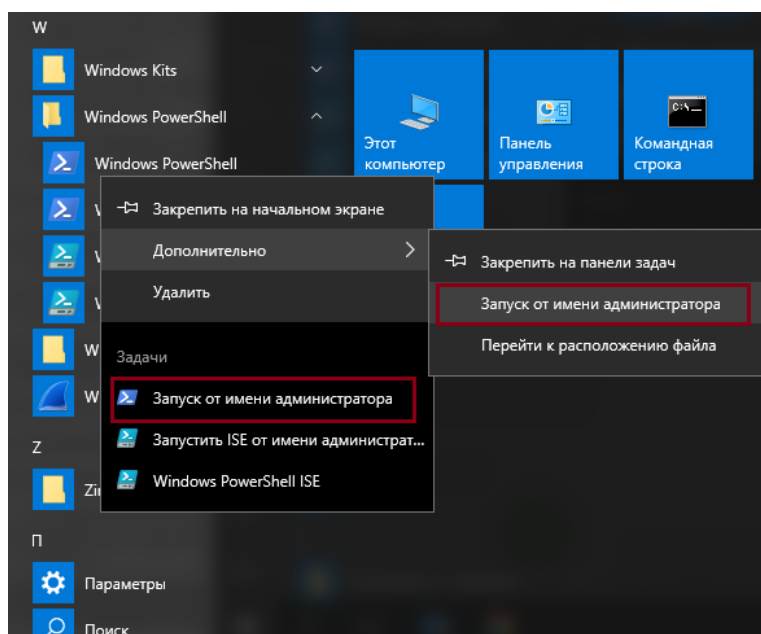 W
Windows Kits
Windows PowerShell
Windows PowerShell
Этот
компьютер
Панель
управления
Командная
строка
Закрепить на начальном экране
Дополнительно
Удалить
Задачи
Запуск от имени администратора
Запустить ISE от имени администрат...
Windows PowerShell ISE
Закрепить на панели задач
Запуск от имени администратора
Перейти к расположению файла
W
W
Z
П
Параметры
Поиск